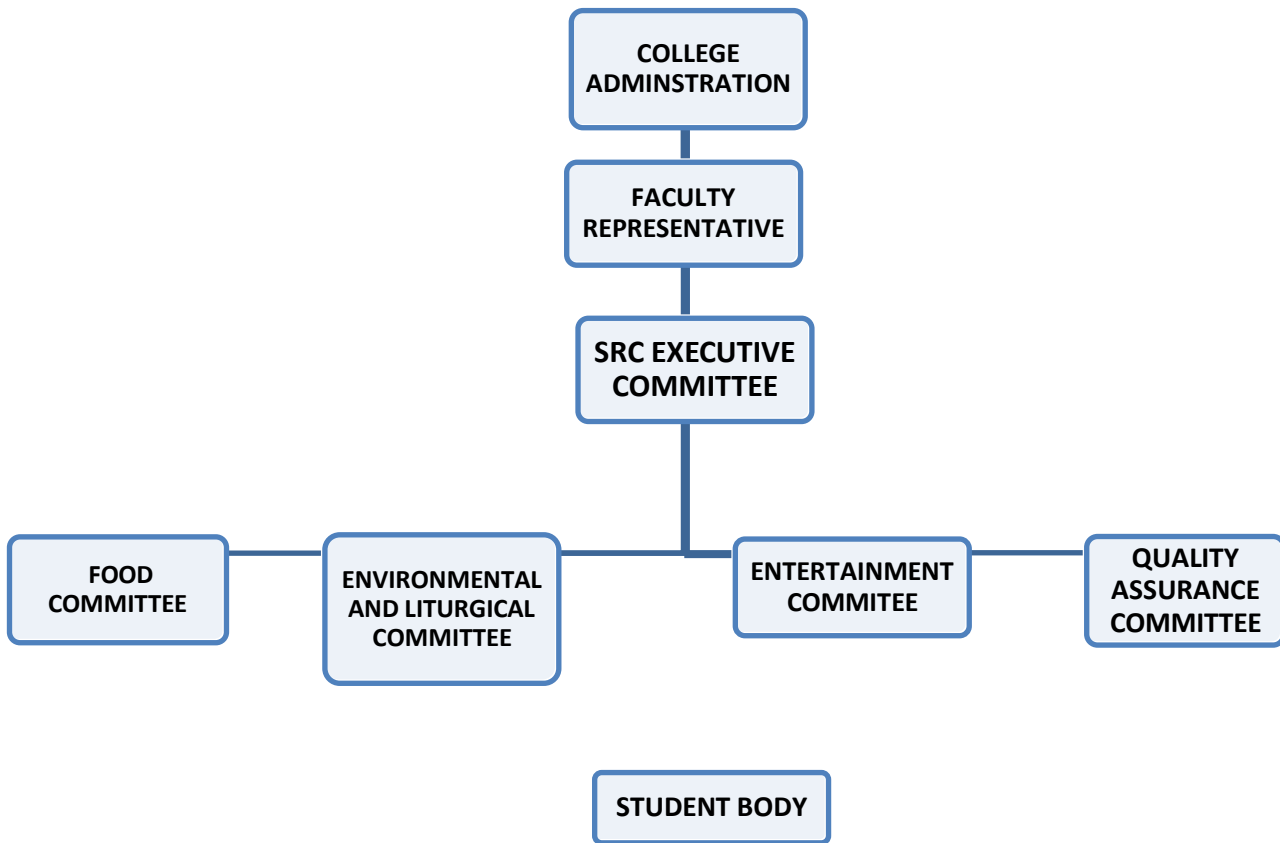 COLLEGE
ADMINSTRATION
FACULTY
REPRESENTATIVE
SRC EXECUTIVE
COMMITTEE
FOOD
COMMITTEE
ENVIRONMENTAL
AND LITURGICAL
COMMITTEE
ENTERTAINMENT
COMMITEE
QUALITY
ASSURANCE
COMMITTEE
STUDENT BODY